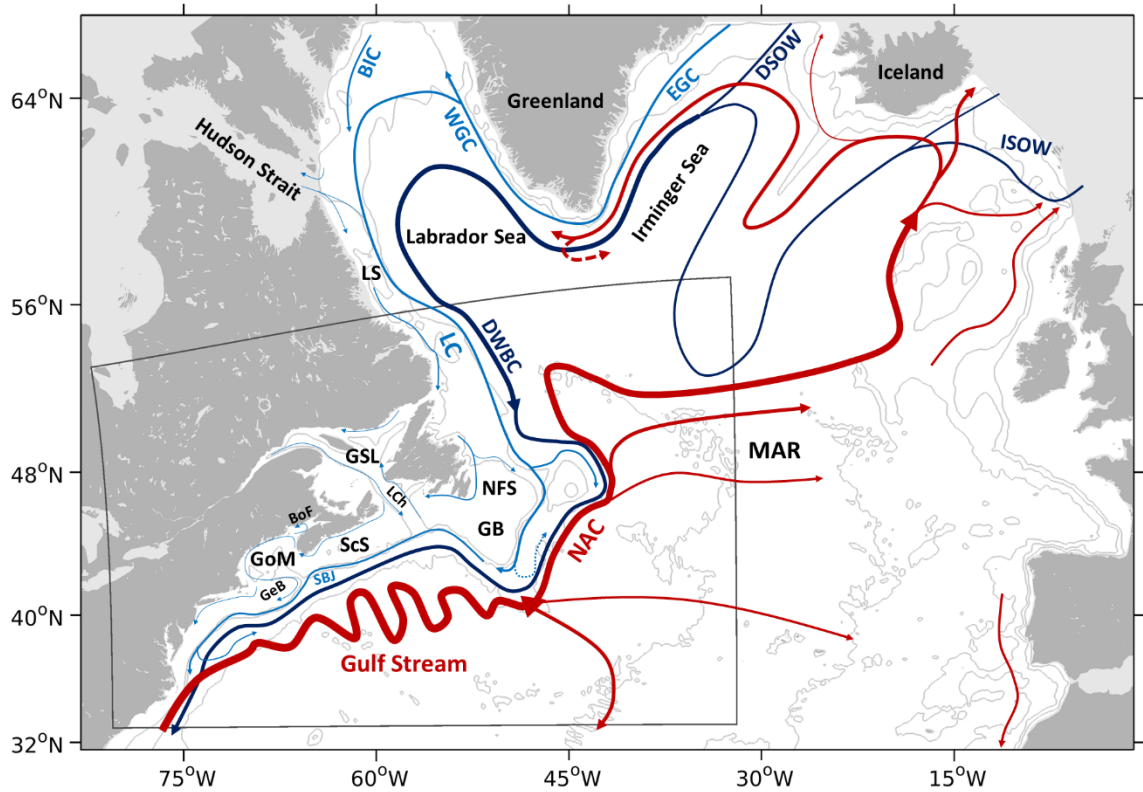 64°N
56°N
48°N
40°N
32°N
75°W
60°W
45°W
30°W
15°W
BIC
Hudson Strait
WGC
Greenland
EGC
DSOW
Iceland
ISOW
Irminger Sea
Labrador Sea
LS
LC
DWBC
GSL
LCh
NFS
MAR
BoF
GB
NAC
GoM
ScS
GeB
SBJ
Gulf Stream